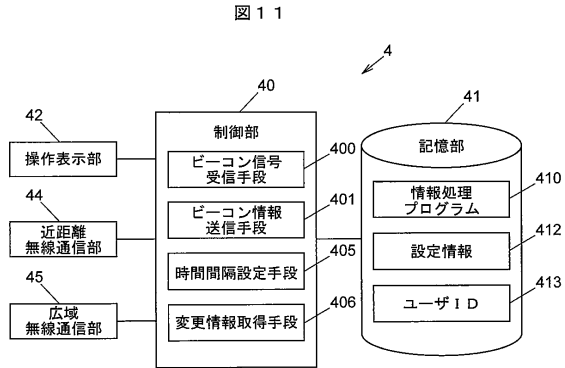 図１１
4
40
制御部
ビーコン信号
受信手段
400
ビーコン情報
送信手段
401
時間間隔設定手段
405
変更情報取得手段
406
42
操作表示部
44
近距離
無線通信部
45
広域
無線通信部
41
記憶部
情報処理
プログラム
410
設定情報
412
ユーザＩＤ
413